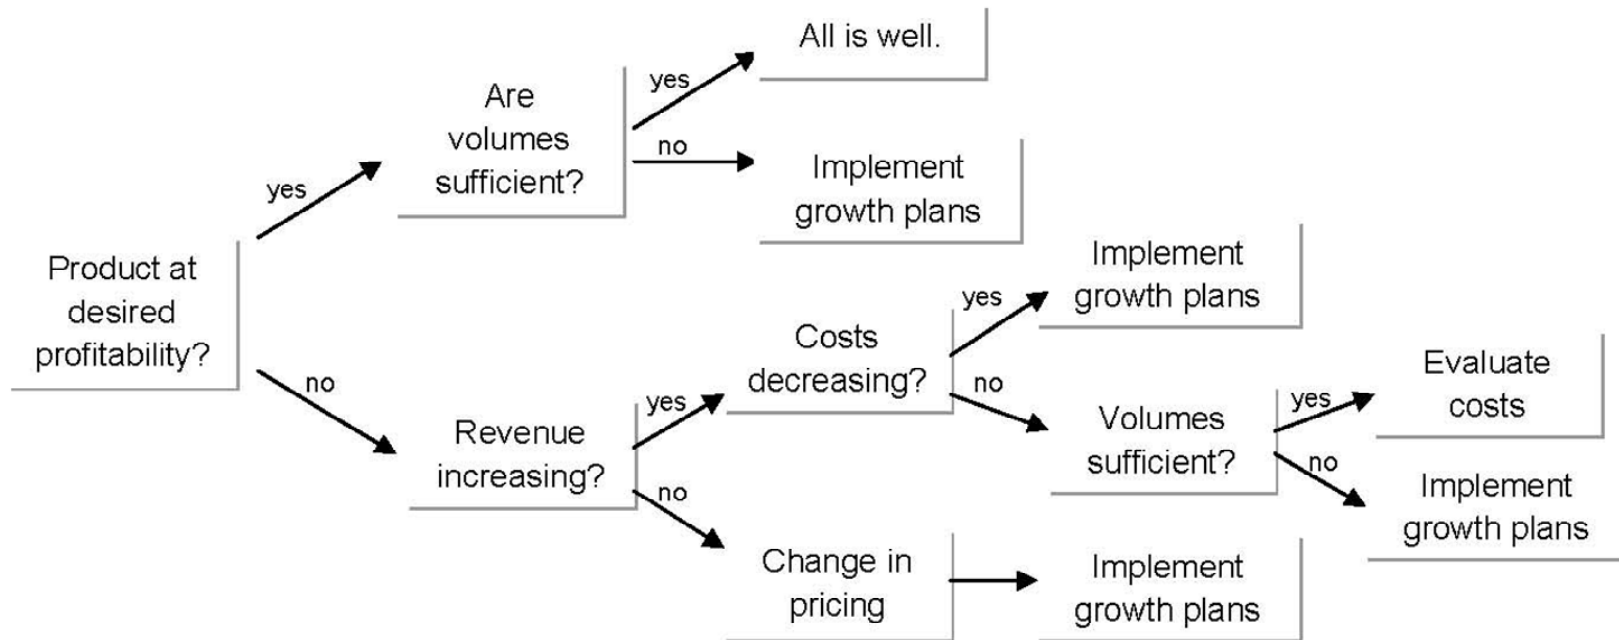 All is well.
yes
Are
volumes
sufficient?
no
Implement
growth plans
yes
Product at
desired
profitability?
no
Implement
growth plans
yes
Costs
decreasing?
no
Evaluate
costs
yes
Volumes
sufficient?
no
Implement
growth plans
yes
Revenue
increasing?
no
Change in
pricing
Implement
growth plans